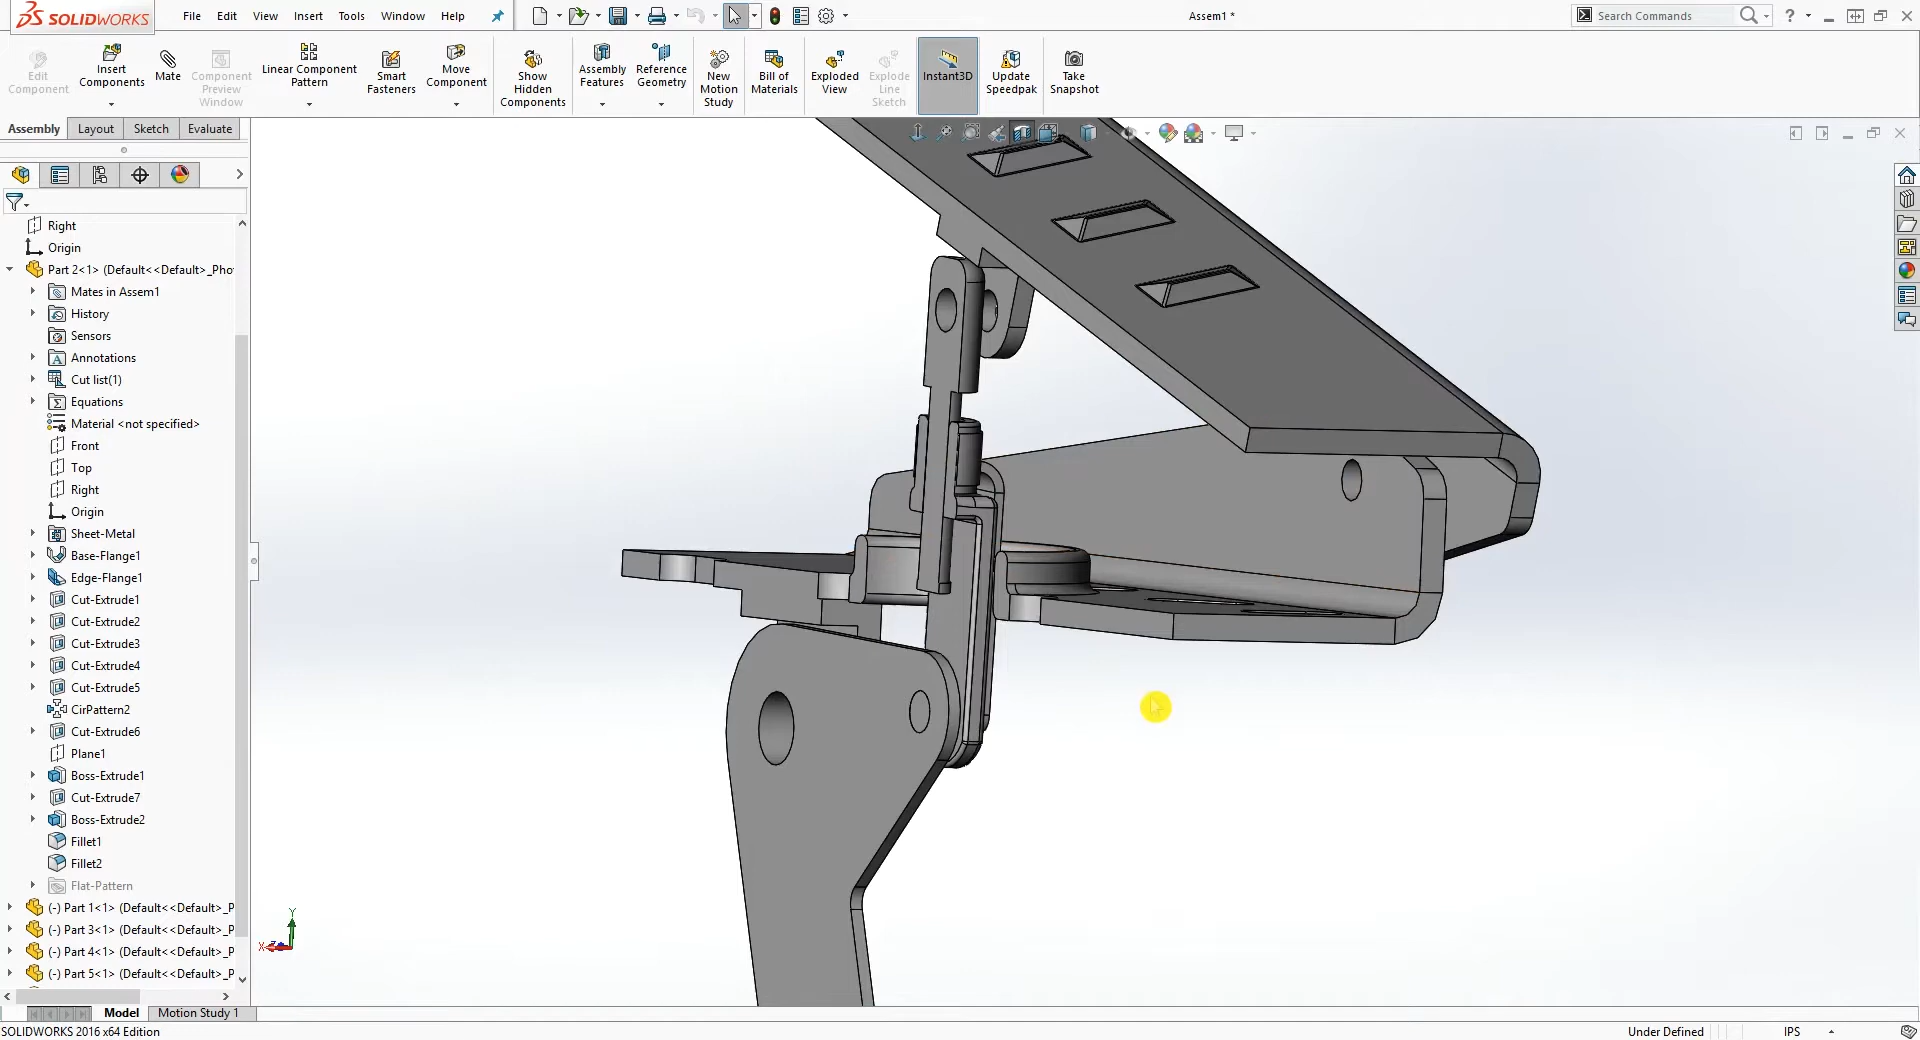 SOLIDWORKS
File Edit View Insert Tools Window Help
Assem1 *
Search Commands
Edit Component
Insert Components
Mate
Component Preview Window
Linear Component Pattern
Smart Fasteners
Move Component
Show Hidden Components
Assembly Features
Reference Geometry
New Motion Study
Bill of Materials
Exploded View
Explode Line Sketch
Instant3D
Update Speedpak
Take Snapshot
Assembly Layout Sketch Evaluate
Right
Origin
Part 2<1> (Default<<Default>_Pho
Mates in Assem1
History
Sensors
Annotations
Cut list(1)
Equations
Material <not specified>
Front
Top
Right
Origin
Sheet-Metal
Base-Flange1
Edge-Flange1
Cut-Extrude1
Cut-Extrude2
Cut-Extrude3
Cut-Extrude4
Cut-Extrude5
CirPattern2
Cut-Extrude6
Plane1
Boss-Extrude1
Cut-Extrude7
Boss-Extrude2
Fillet1
Fillet2
Flat-Pattern
(-) Part 1<1> (Default<<Default>_P
(-) Part 3<1> (Default<<Default>_P
(-) Part 4<1> (Default<<Default>_P
(-) Part 5<1> (Default<<Default>_P
Y
X
Model Motion Study 1
SOLIDWORKS 2016 x64 Edition
Under Defined
IPS